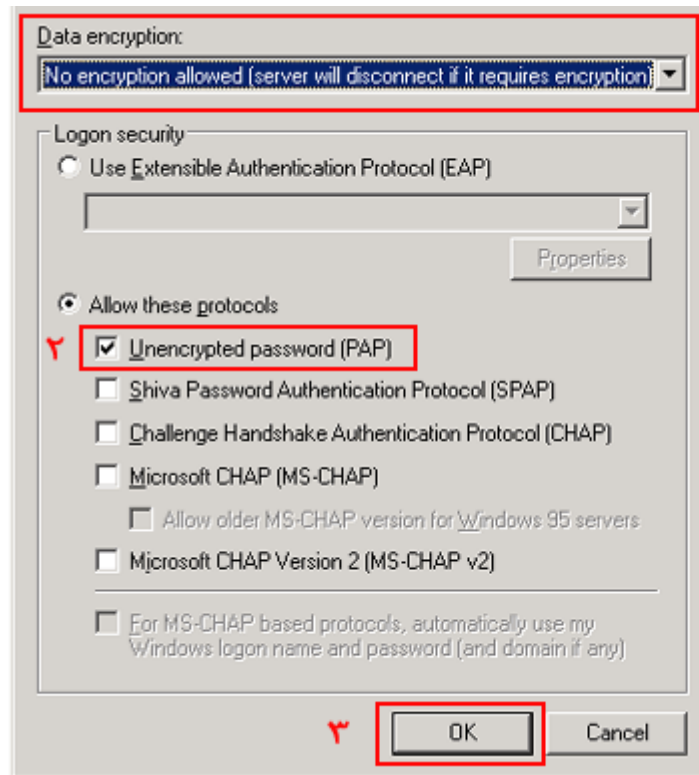 Data encryption:
No encryption allowed (server will disconnect if it requires encryption)
Logon security
Use Extensible Authentication Protocol (EAP)
Properties
Allow these protocols
۲ Unencrypted password (PAP)
Shiva Password Authentication Protocol (SPAP)
Challenge Handshake Authentication Protocol (CHAP)
Microsoft CHAP (MS-CHAP)
Allow older MS-CHAP version for Windows 95 servers
Microsoft CHAP Version 2 (MS-CHAP v2)
For MS-CHAP based protocols, automatically use my
Windows logon name and password (and domain if any)
۳ OK Cancel